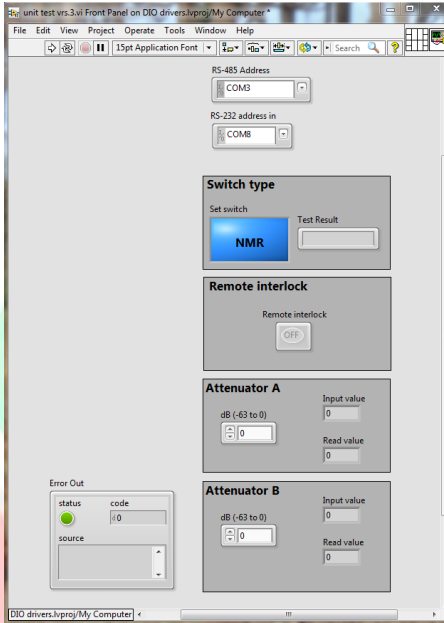 unit test vrs.3.vi Front Panel on DIO drivers.lvproj/My Computer *
File Edit View Project Operate Tools Window Help
15pt Application Font Search
RS-485 Address
COM3
RS-232 address in
COM8
Switch type
Set switch
Test Result
NMR
Remote interlock
Remote interlock
OFF
Attenuator A
Input value
dB (-63 to 0)
0
0
Read value
0
Error Out
Attenuator B
status code
Input value
0
dB (-63 to 0)
0
0
source
Read value
0
DIO drivers.lvproj/My Computer